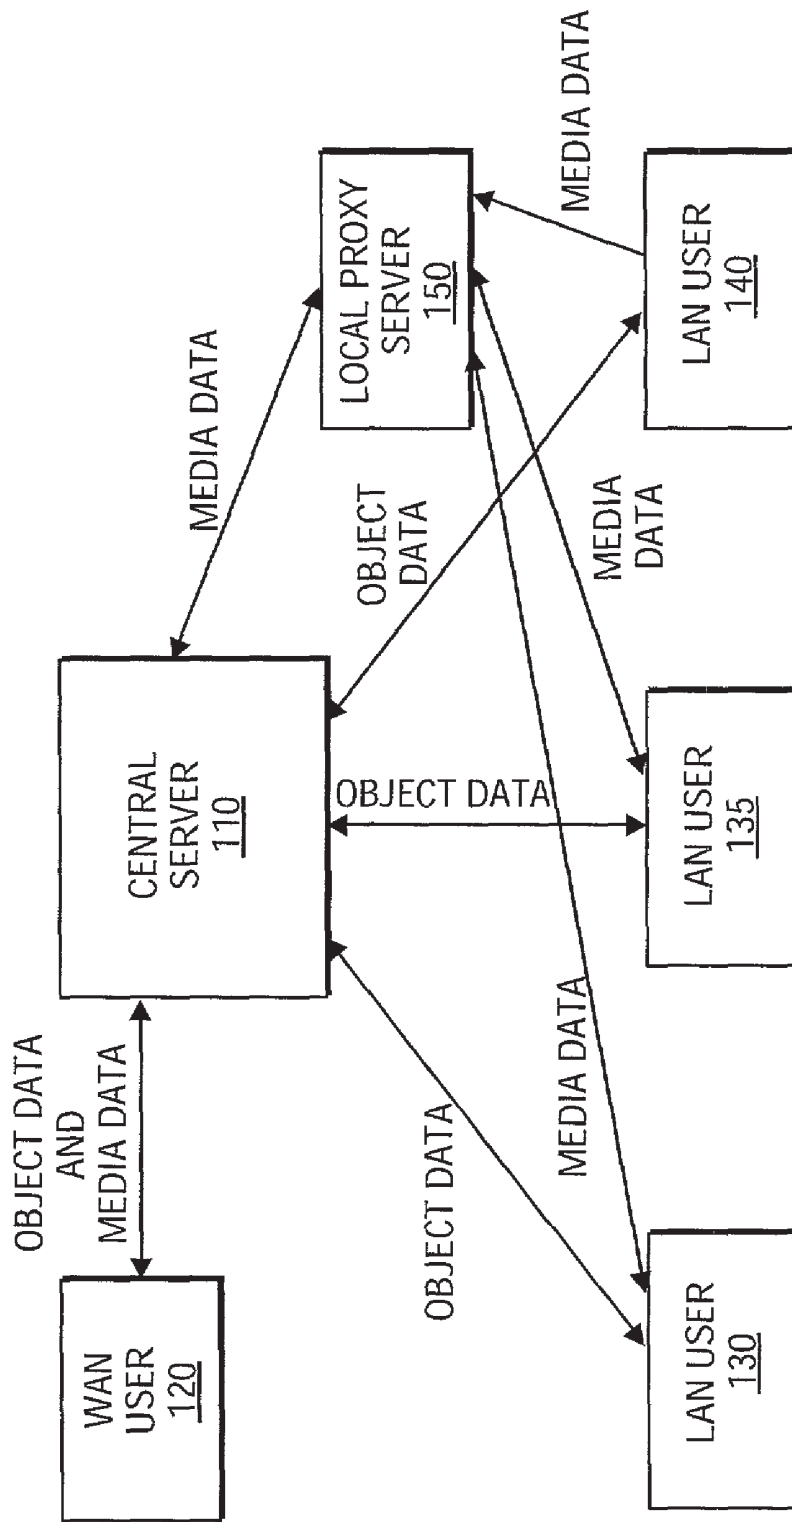 OBJECT DATA
AND
MEDIA DATA
WAN
USER
120
CENTRAL
SERVER
110
MEDIA DATA
LOCAL PROXY
SERVER
150
OBJECT DATA
OBJECT DATA
OBJECT
DATA
MEDIA DATA
MEDIA
DATA
MEDIA DATA
LAN USER
130
LAN USER
135
LAN USER
140